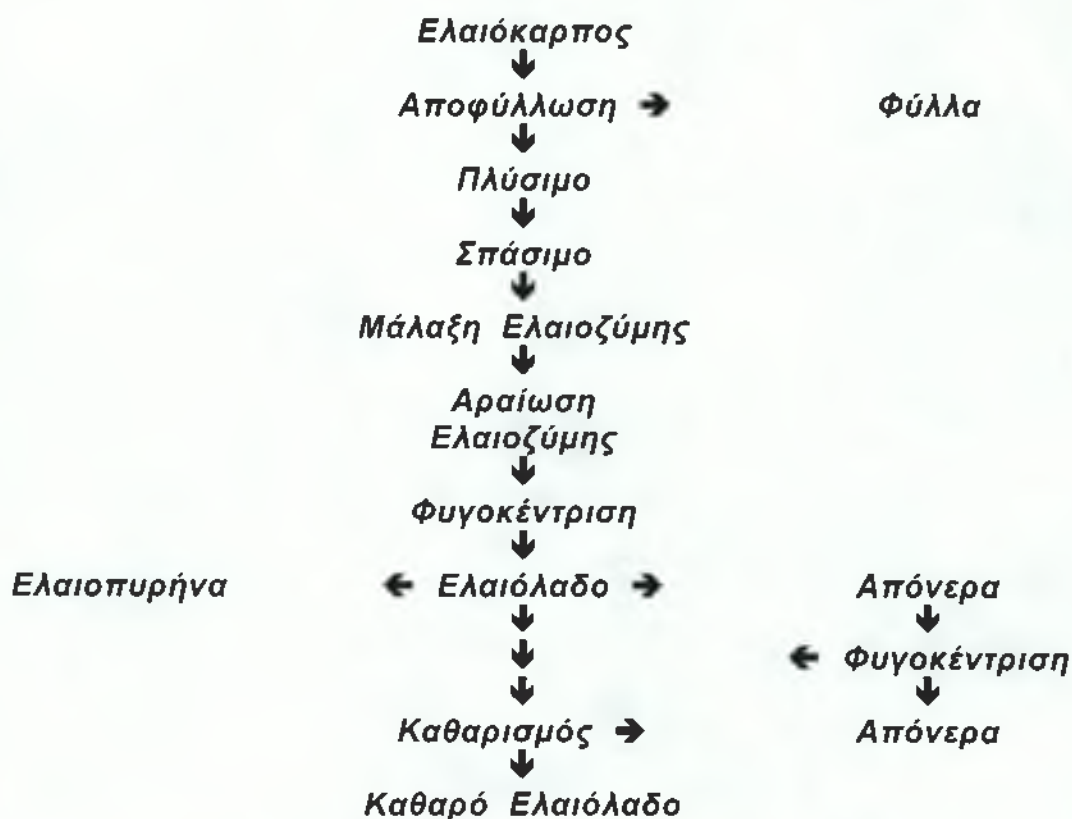 Ελαιόκαρπος
Αποφύλλωση → Φύλλα
Πλύσιμο
Σπάσιμο
Μάλαξη Ελαιοζύμης
Αραίωση
Ελαιοζύμης
Φυγοκέντριση
Ελαιοπυρήνα ← Ελαιόλαδο → Απόνερα
← Φυγοκέντριση
Καθαρισμός → Απόνερα
Καθαρό Ελαιόλαδο